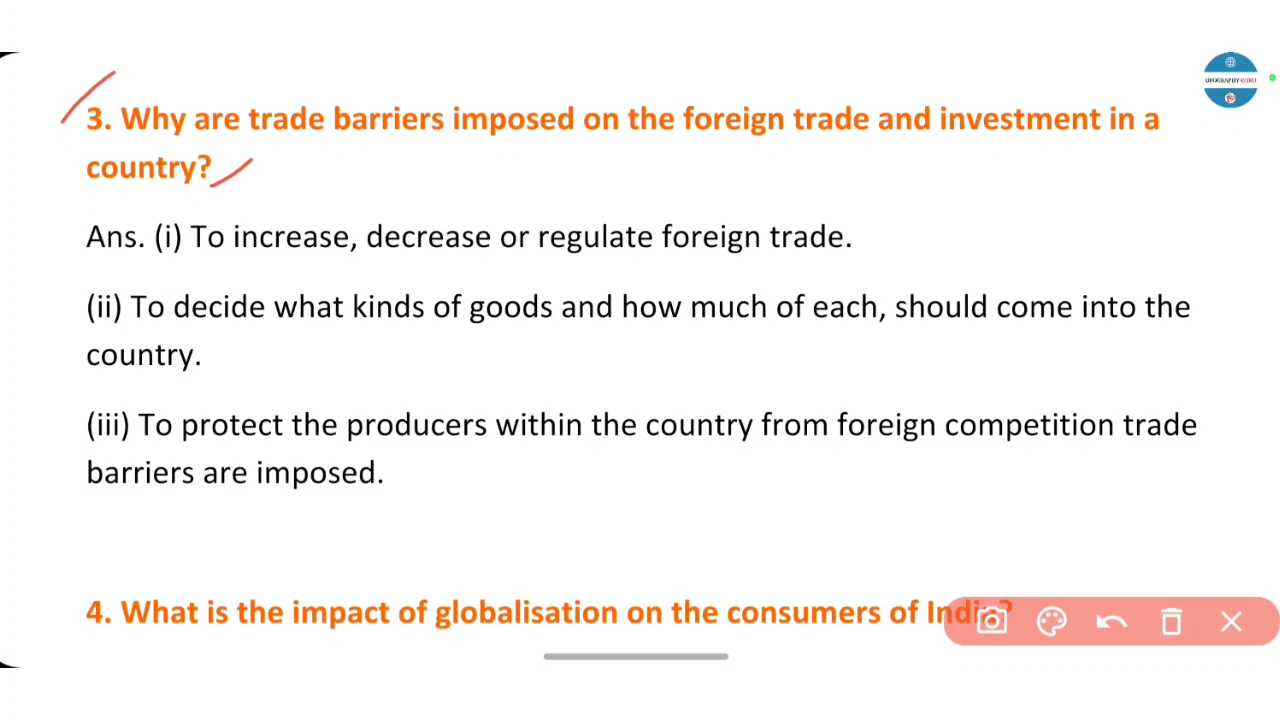 3. Why are trade barriers imposed on the foreign trade and investment in a
country?
Ans. (i) To increase, decrease or regulate foreign trade.
(ii) To decide what kinds of goods and how much of each, should come into the
country.
(iii) To protect the producers within the country from foreign competition trade
barriers are imposed.
4. What is the impact of globalisation on the consumers of India?